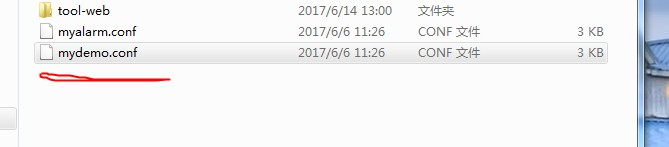 tool-web 2017/6/14 13:00 文件夹
myalarm.conf 2017/6/6 11:26 CONF 文件 3 KB
mydemo.conf 2017/6/6 11:26 CONF 文件 3 KB